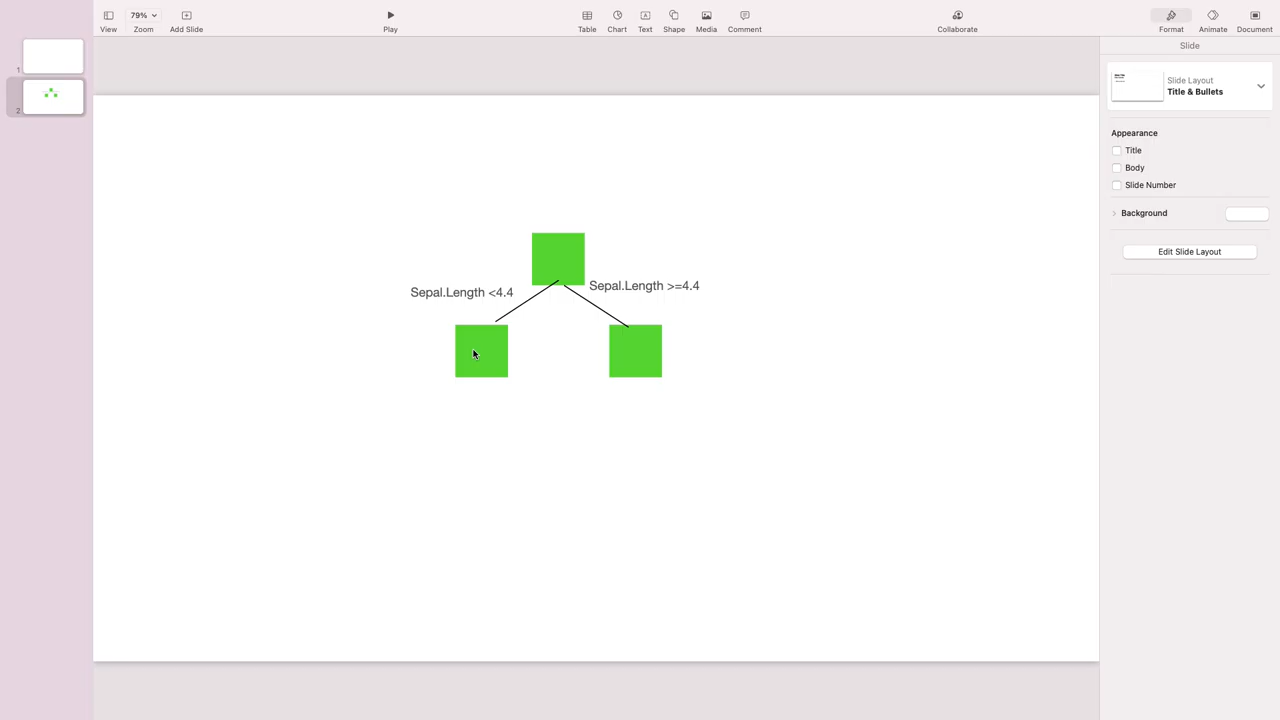 79%
View
Zoom
Add Slide
Play
Table
Chart
Text
Shape
Media
Comment
Collaborate
Format
Animate
Document
Slide
1
2
Slide Layout
Title & Bullets
Appearance
Title
Body
Slide Number
Background
Edit Slide Layout
Sepal.Length <4.4
Sepal.Length >=4.4